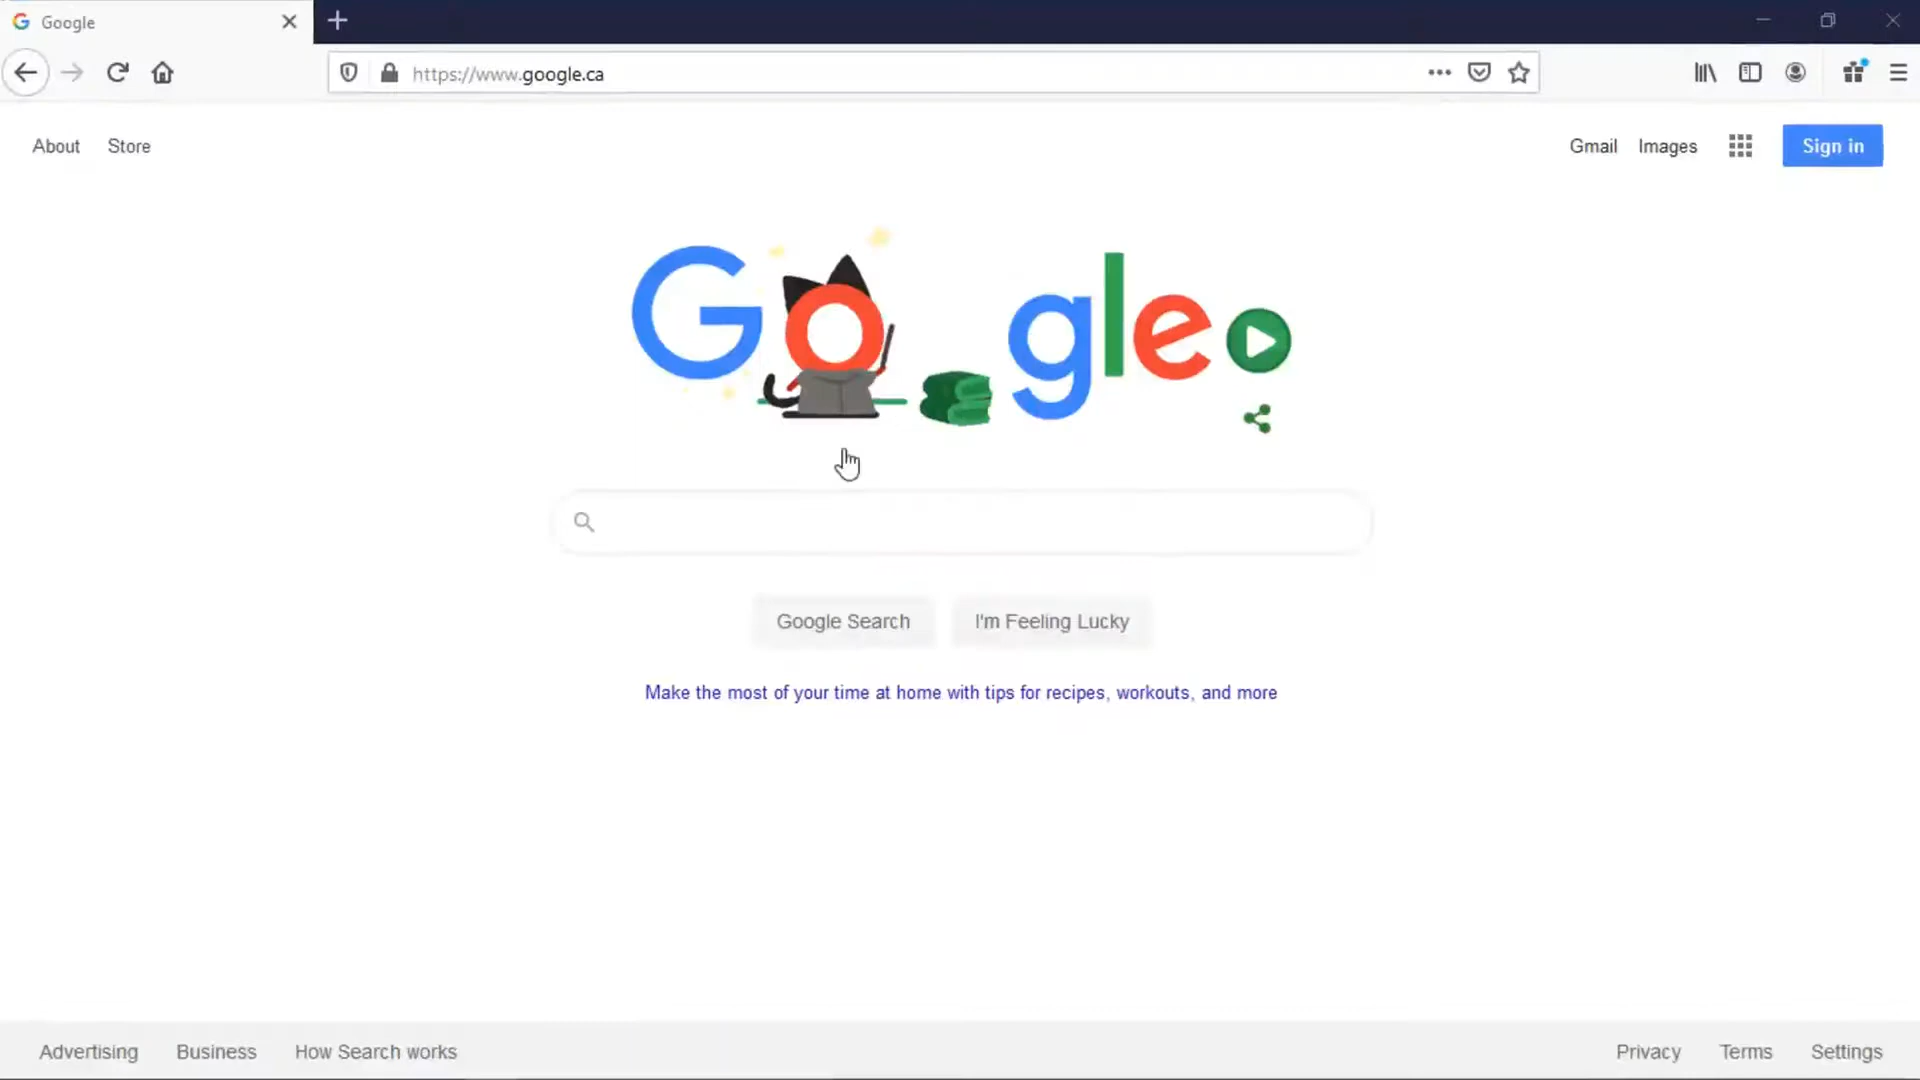 Google
https://www.google.ca
About Store
Gmail Images Sign in
Go gle
Google Search I'm Feeling Lucky
Make the most of your time at home with tips for recipes, workouts, and more
Advertising Business How Search works
Privacy Terms Settings